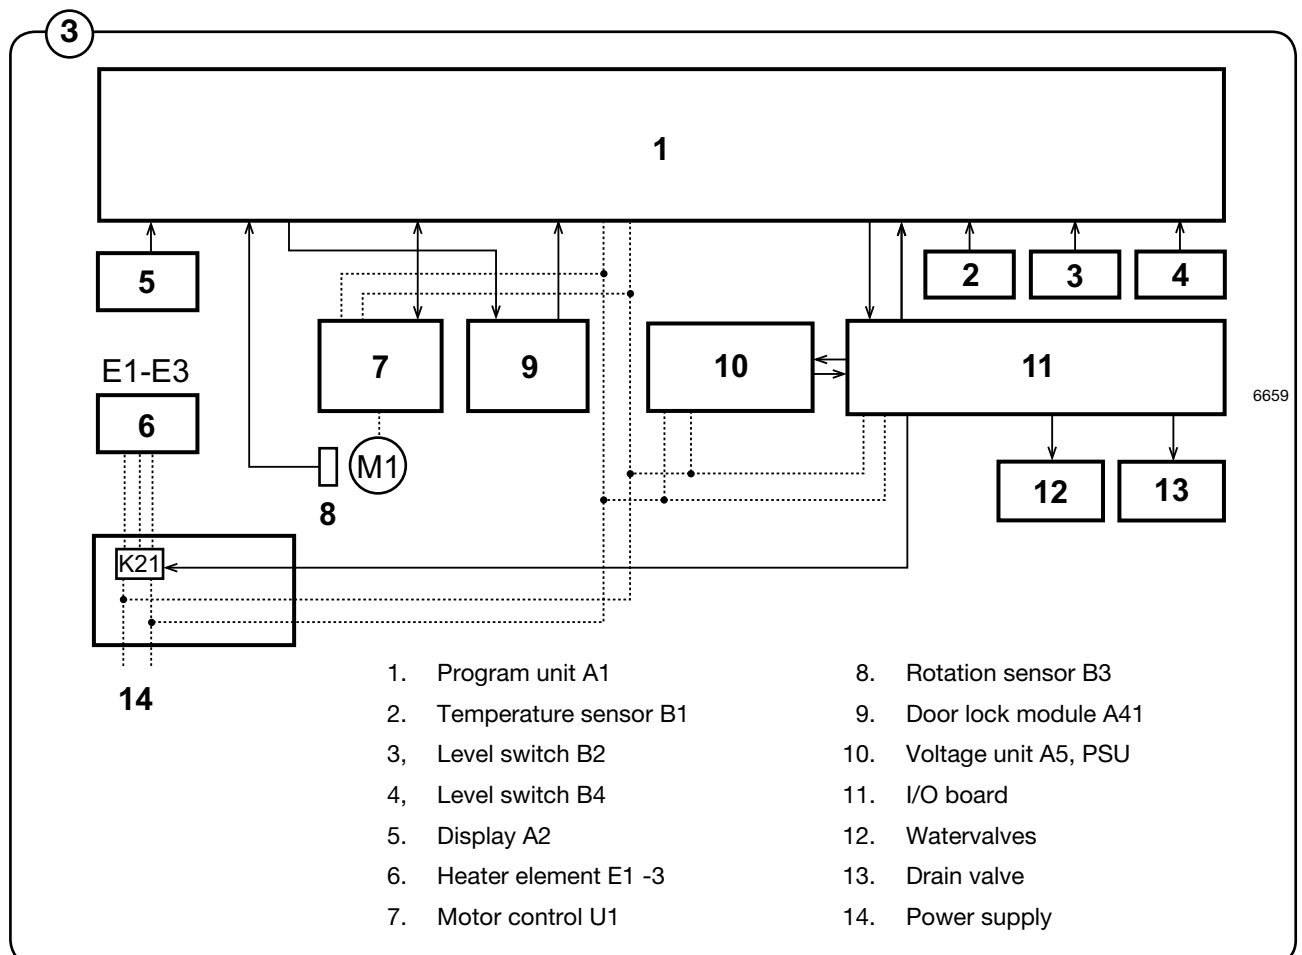 3
1
5
2
3
4
7
9
10
11
E1-E3
6
6659
M1
8
12
13
K21
14
1. Program unit A1
2. Temperature sensor B1
3, Level switch B2
4, Level switch B4
5. Display A2
6. Heater element E1 -3
7. Motor control U1
8. Rotation sensor B3
9. Door lock module A41
10. Voltage unit A5, PSU
11. I/O board
12. Watervalves
13. Drain valve
14. Power supply